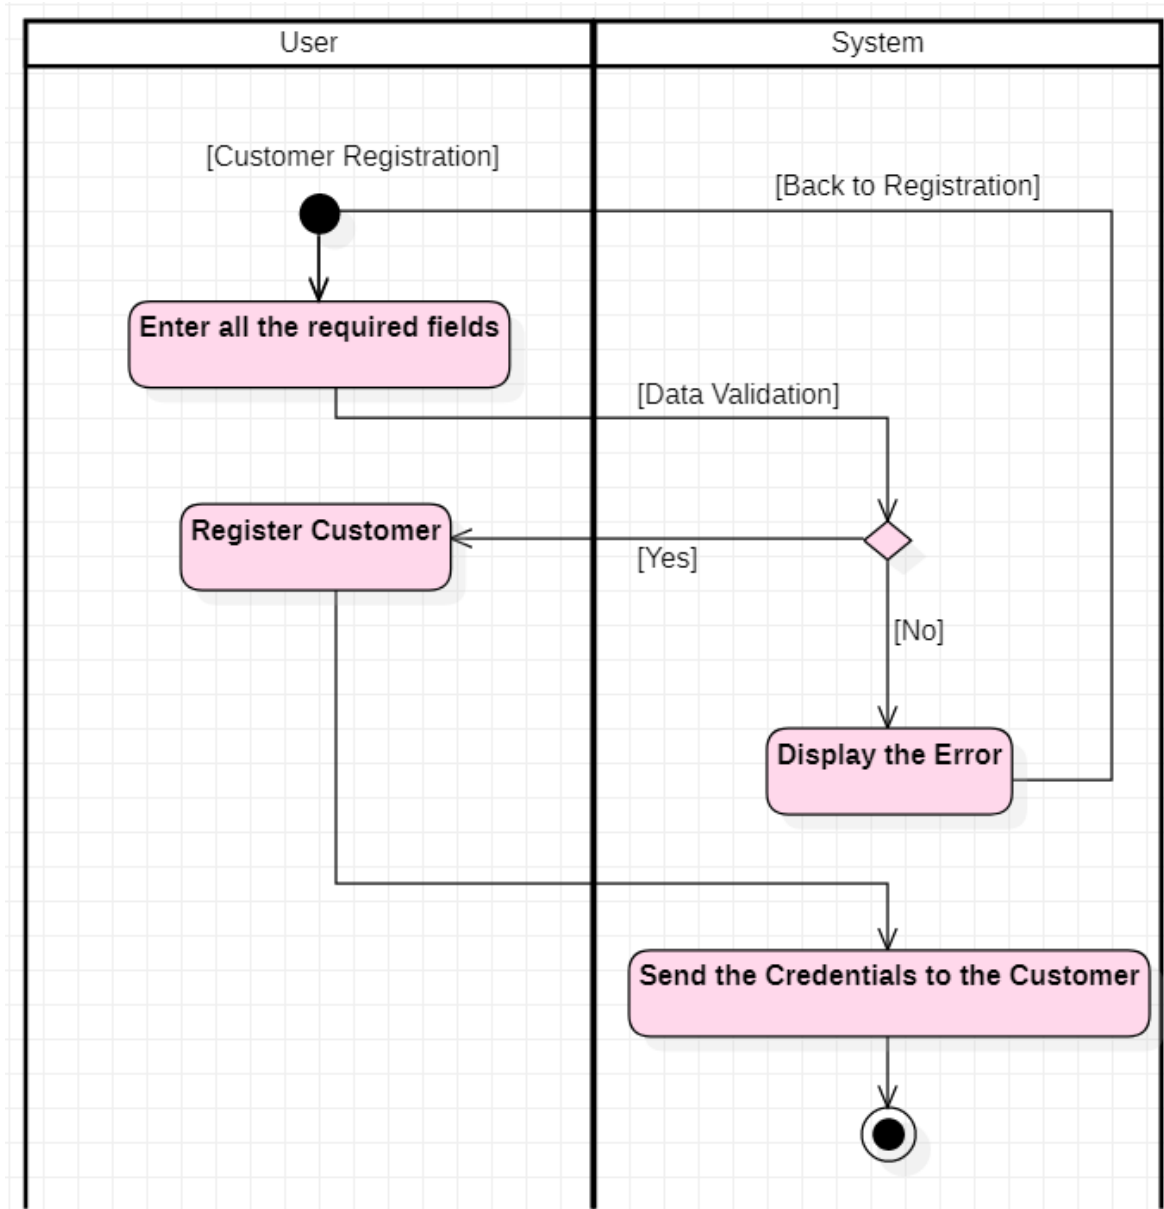 User
System
[Customer Registration]
[Back to Registration]
Enter all the required fields
[Data Validation]
Register Customer
[Yes]
[No]
Display the Error
Send the Credentials to the Customer